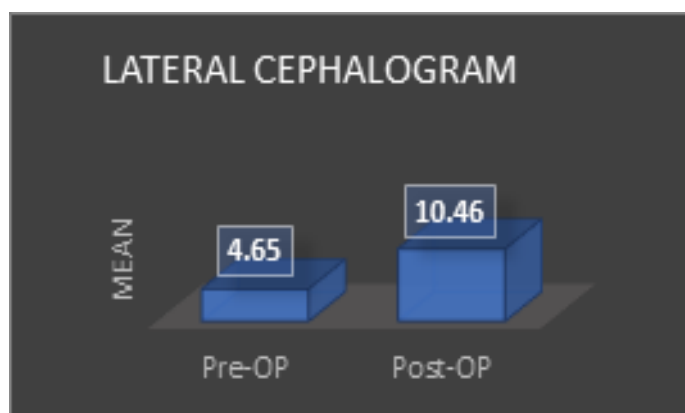 LATERAL CEPHALOGRAM
MEAN
4.65
10.46
Pre-OP
Post-OP